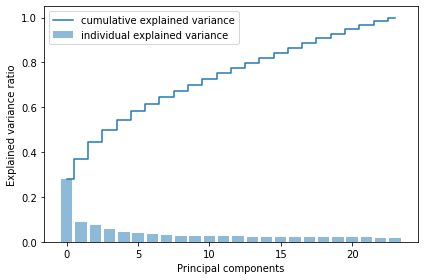 cumulative explained variance
individual explained variance
1.0
0.8
0.6
0.4
0.2
0.0
Explained variance ratio
0 5 10 15 20
Principal components